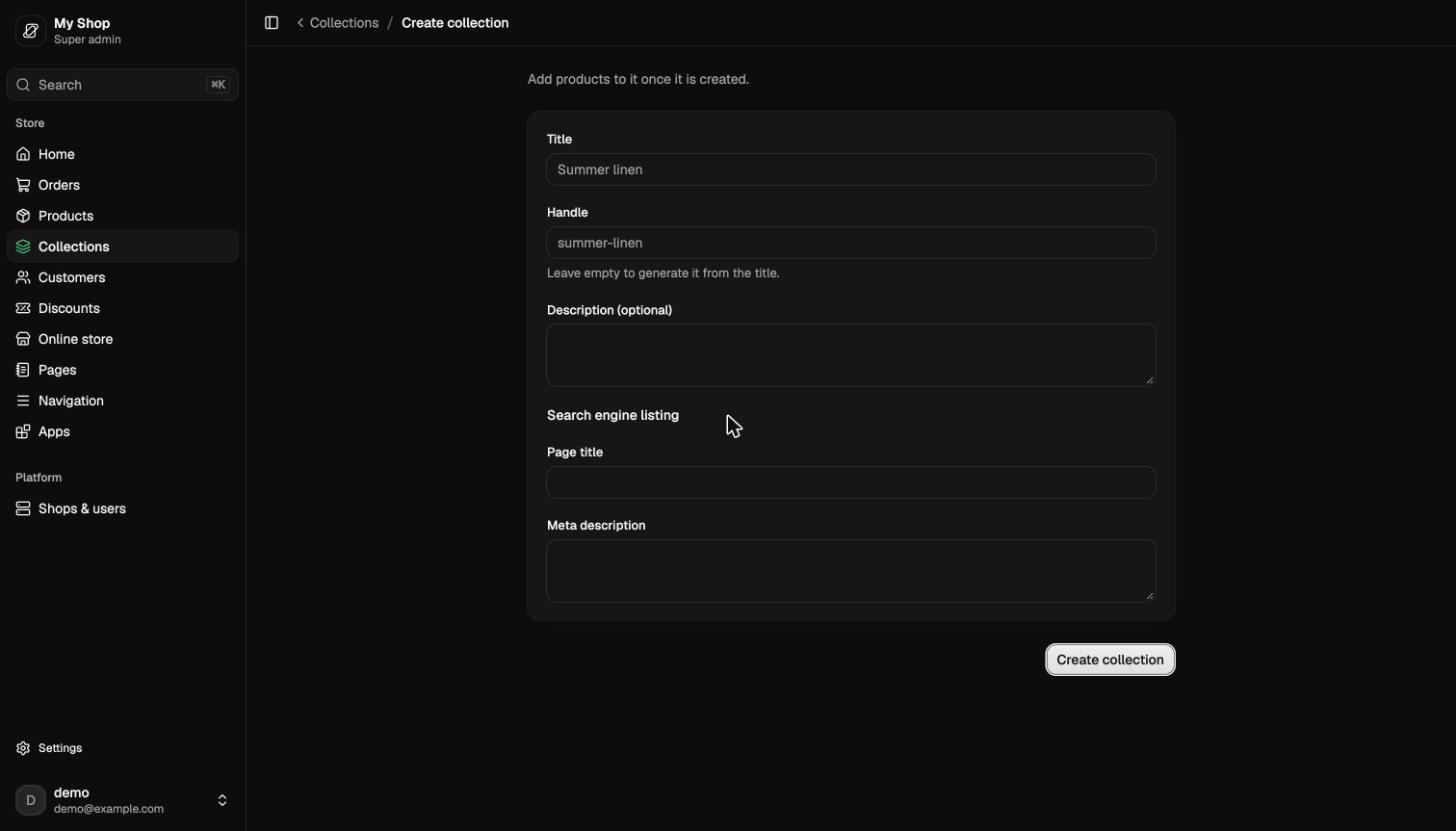 My Shop
Super admin
Search
⌘K
Store
Home
Orders
Products
Collections
Customers
Discounts
Online store
Pages
Navigation
Apps
Platform
Shops & users
Settings
D
demo
demo@example.com
Collections / Create collection
Add products to it once it is created.
Title
Summer linen
Handle
summer-linen
Leave empty to generate it from the title.
Description (optional)
Search engine listing
Page title
Meta description
Create collection